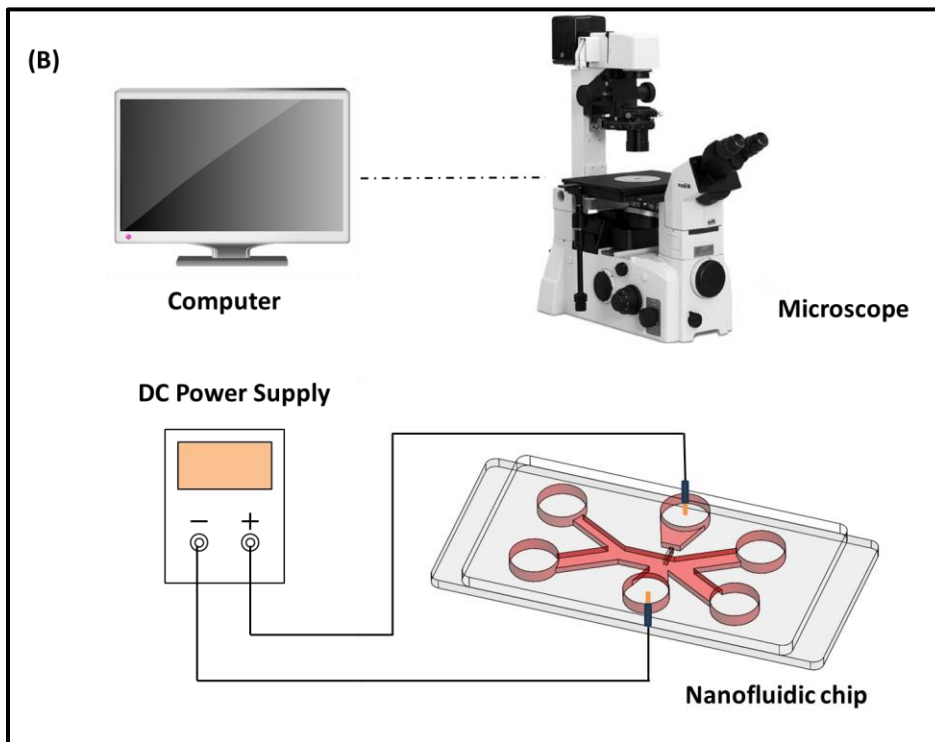 (B)
Computer
Microscope
DC Power Supply
− +
Nanofluidic chip